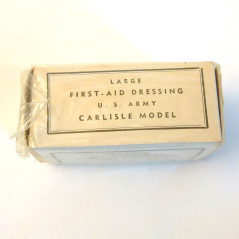 LARGE
FIRST-AID DRESSING
U. S. ARMY
CARLISLE MODEL